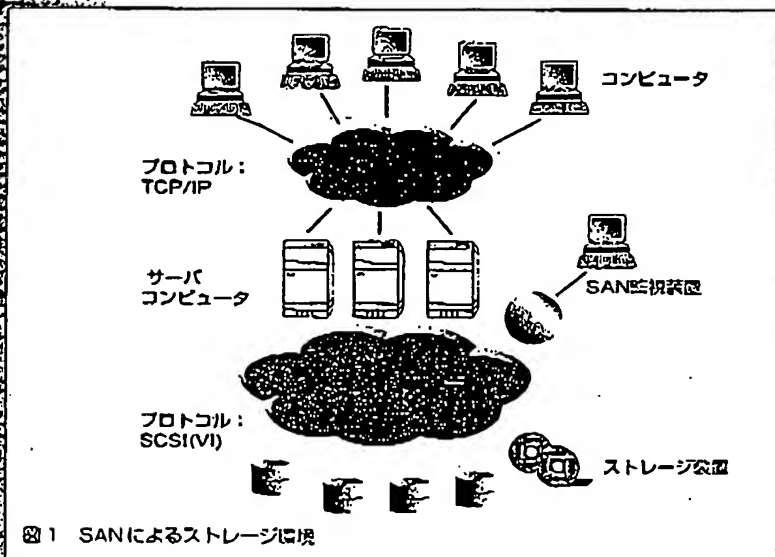 コンピュータ
プロトコル：
TCP/IP
サーバ
コンピュータ
SAN監視装置
プロトコル：
SCSI(VI)
ストレージ装置
図1 SANによるストレージ環境